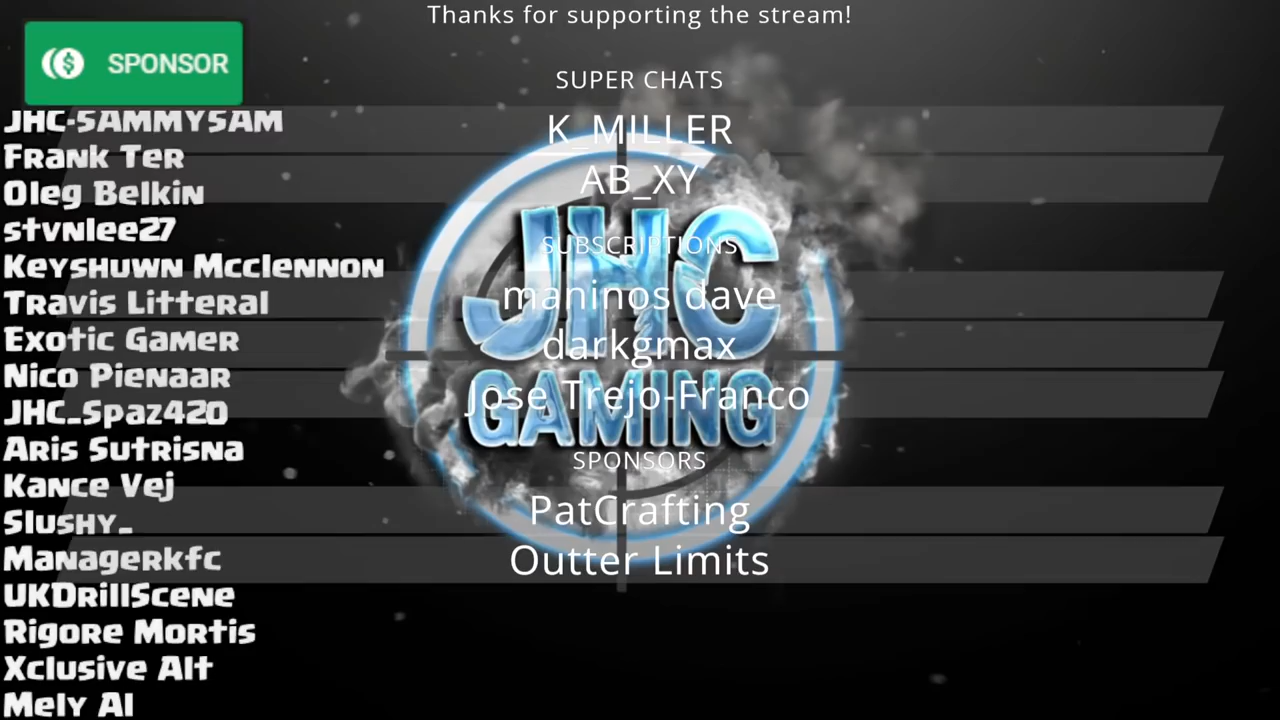 Thanks for supporting the stream!
SPONSOR
JHC-SAMMYSAM
Frank Ter
Oleg Belkin
stvnlee27
Keyshuwn Mcclennon
Travis Litteral
Exotic Gamer
Nico Pienaar
JHC_Spaz420
Aris Sutrisna
Kance Vej
Slushy_
Managerkfc
UKDrillScene
Rigore Mortis
Xclusive Alt
Mely Al
SUPER CHATS
K_MILLER
AB_XY
SUBSCRIPTIONS
maninos dave
darkgmax
Jose Trejo-Franco
SPONSORS
PatCrafting
Outter Limits
JHC
GAMING